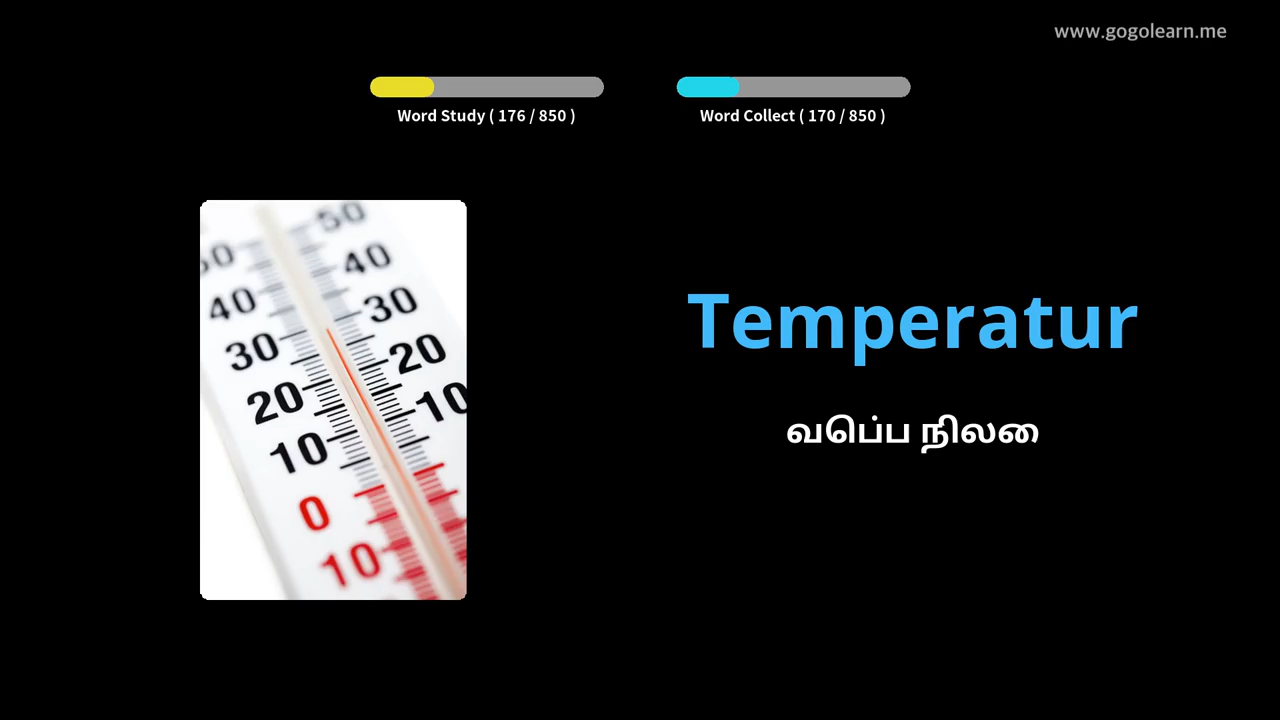 www.gogolearn.me
Word Study ( 176 / 850 )
Word Collect ( 170 / 850 )
50
50
40
40
30
30
20
20
10
10
0
10
Temperatur
வெப்ப நிலை